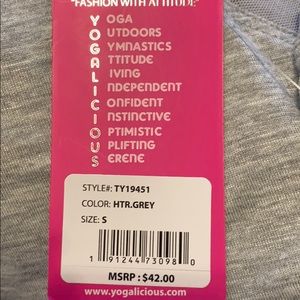 "FASHION WITH ATTITUDE"
YOGA
OUTDOORS
GYMNASTICS
ATTITUDE
LIVING
INDEPENDENT
CONFIDENT
INSTINCTIVE
OPTIMISTIC
UPLIFTING
SERENE
STYLE#: TY19451
COLOR: HTR.GREY
SIZE: S
1 91244 73098 0
MSRP : $42.00
www.yogalicious.com